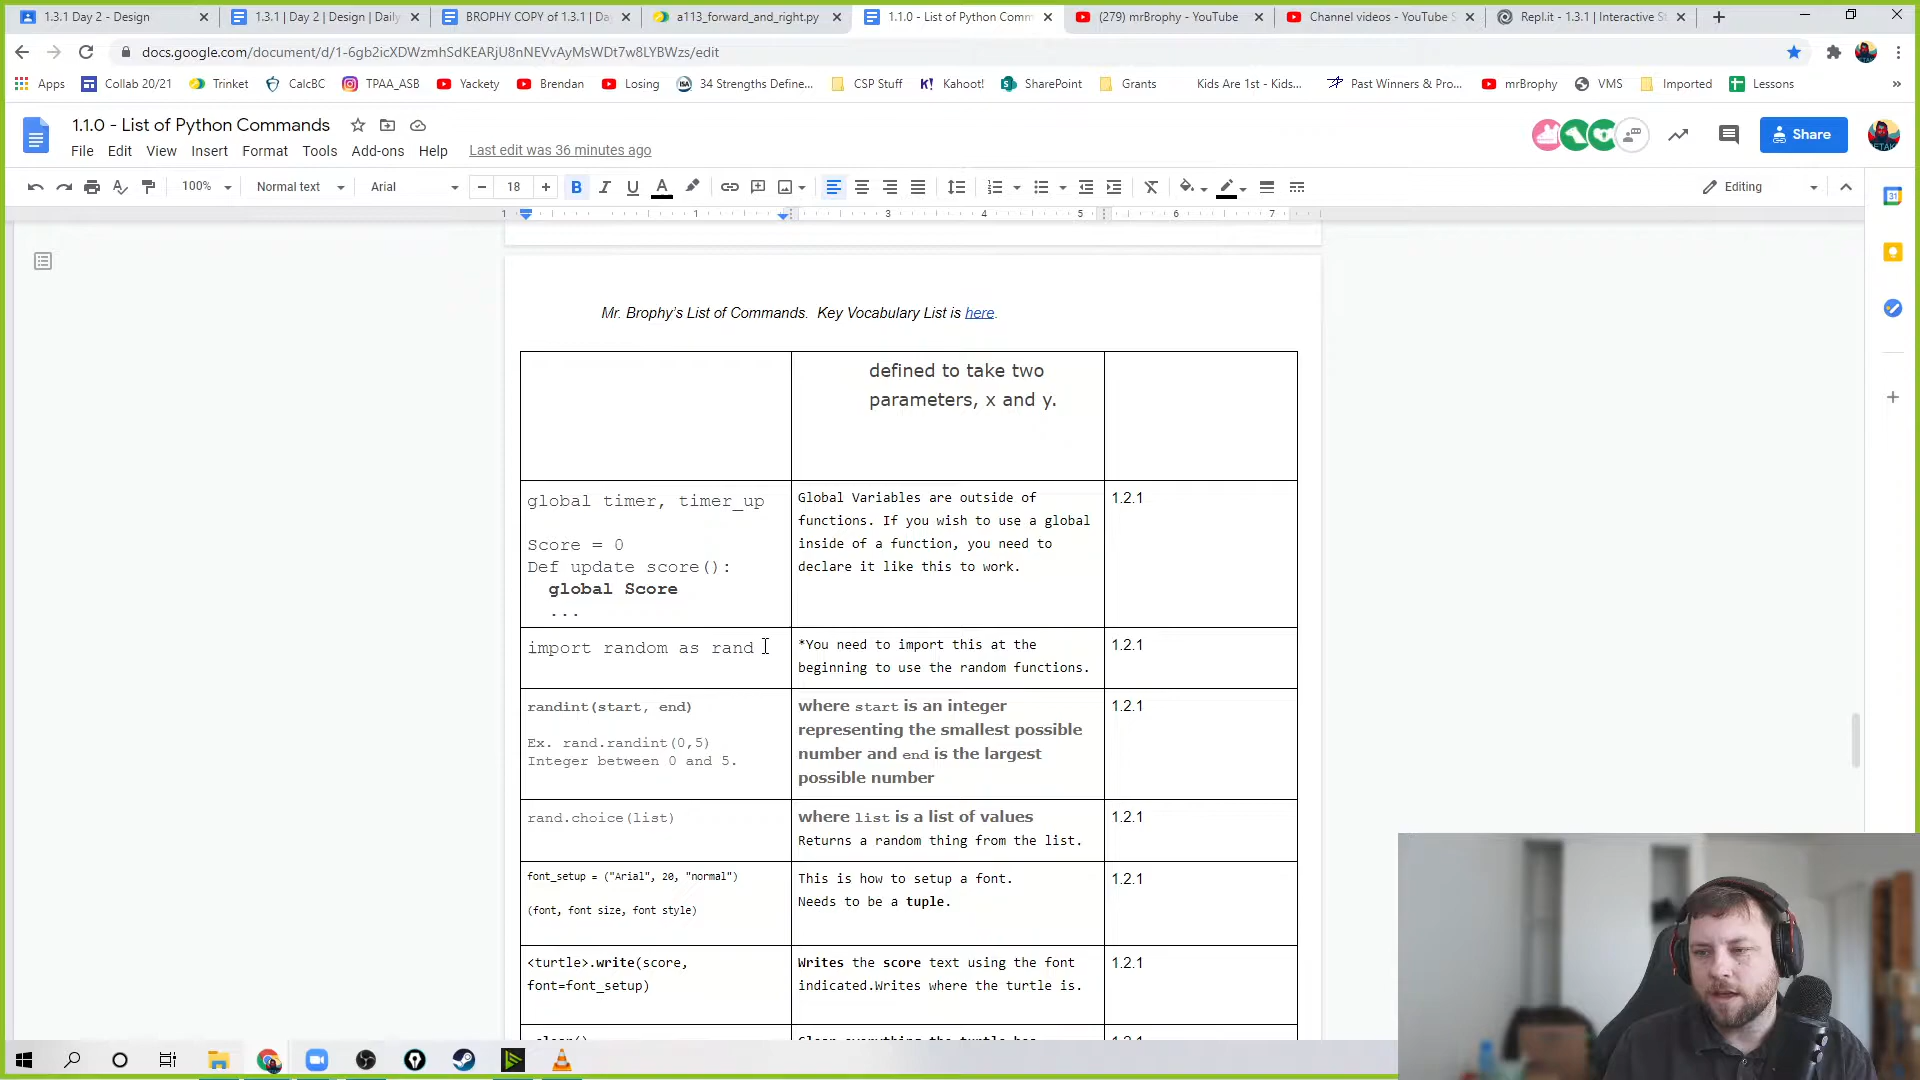 1.3.1 Day 2 - Design
1.3.1 | Day 2 | Design | Daily
BROPHY COPY of 1.3.1 | Da
a113_forward_and_right.py
1.1.0 - List of Python Comm
(279) mrBrophy - YouTube
Channel videos - YouTube S
Repl.it - 1.3.1 | Interactive St
docs.google.com/document/d/1-6gb2icXDWzmhSdKEARjU8nNEVvAyMsWDt7w8LYBWzs/edit
Apps
Collab 20/21
Trinket
CalcBC
TPAA_ASB
Yackety
Brendan
Losing
34 Strengths Define...
CSP Stuff
Kahoot!
SharePoint
Grants
Kids Are 1st - Kids...
Past Winners & Pro...
mrBrophy
VMS
Imported
Lessons
»
1.1.0 - List of Python Commands
Share
File Edit View Insert Format Tools Add-ons Help
Last edit was 36 minutes ago
100%
Normal text
Arial
18
B I U A
Editing
1 1 3 4 5 6 7
Mr. Brophy's List of Commands. Key Vocabulary List is here.
defined to take two
parameters, x and y.
global timer, timer_up
Score = 0
Def update score():
global Score
...
Global Variables are outside of
functions. If you wish to use a global
inside of a function, you need to
declare it like this to work.
1.2.1
import random as rand
*You need to import this at the
beginning to use the random functions.
1.2.1
randint(start, end)
Ex. rand.randint(0,5)
Integer between 0 and 5.
where start is an integer
representing the smallest possible
number and end is the largest
possible number
1.2.1
rand.choice(list)
where list is a list of values
Returns a random thing from the list.
1.2.1
font_setup = ("Arial", 20, "normal")
(font, font size, font style)
This is how to setup a font.
Needs to be a tuple.
1.2.1
<turtle>.write(score,
font=font_setup)
Writes the score text using the font
indicated.Writes where the turtle is.
1.2.1